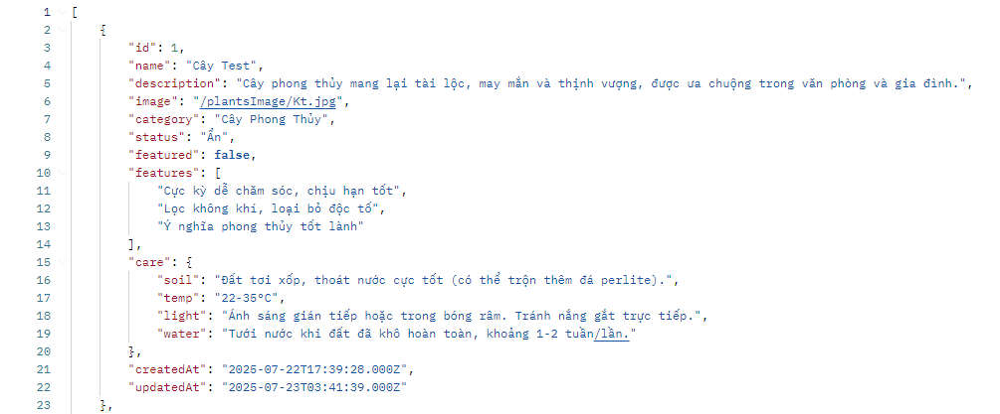 1 [
2 {
3 "id": 1,
4 "name": "Cây Test",
5 "description": "Cây phong thủy mang lại tài lộc, may mắn và thịnh vượng, được ưa chuộng trong văn phòng và gia đình.",
6 "image": "/plantsImage/Kt.jpg",
7 "category": "Cây Phong Thủy",
8 "status": "Ẩn",
9 "featured": false,
10 "features": [
11 "Cực kỳ dễ chăm sóc, chịu hạn tốt",
12 "Lọc không khí, loại bỏ độc tố",
13 "Ý nghĩa phong thủy tốt lành"
14 ],
15 "care": {
16 "soil": "Đất tơi xốp, thoát nước cực tốt (có thể trộn thêm đá perlite).",
17 "temp": "22-35°C",
18 "light": "Ánh sáng gián tiếp hoặc trong bóng râm. Tránh nắng gắt trực tiếp.",
19 "water": "Tưới nước khi đất đã khô hoàn toàn, khoảng 1-2 tuần/lần."
20 },
21 "createdAt": "2025-07-22T17:39:28.000Z",
22 "updatedAt": "2025-07-23T03:41:39.000Z"
23 },